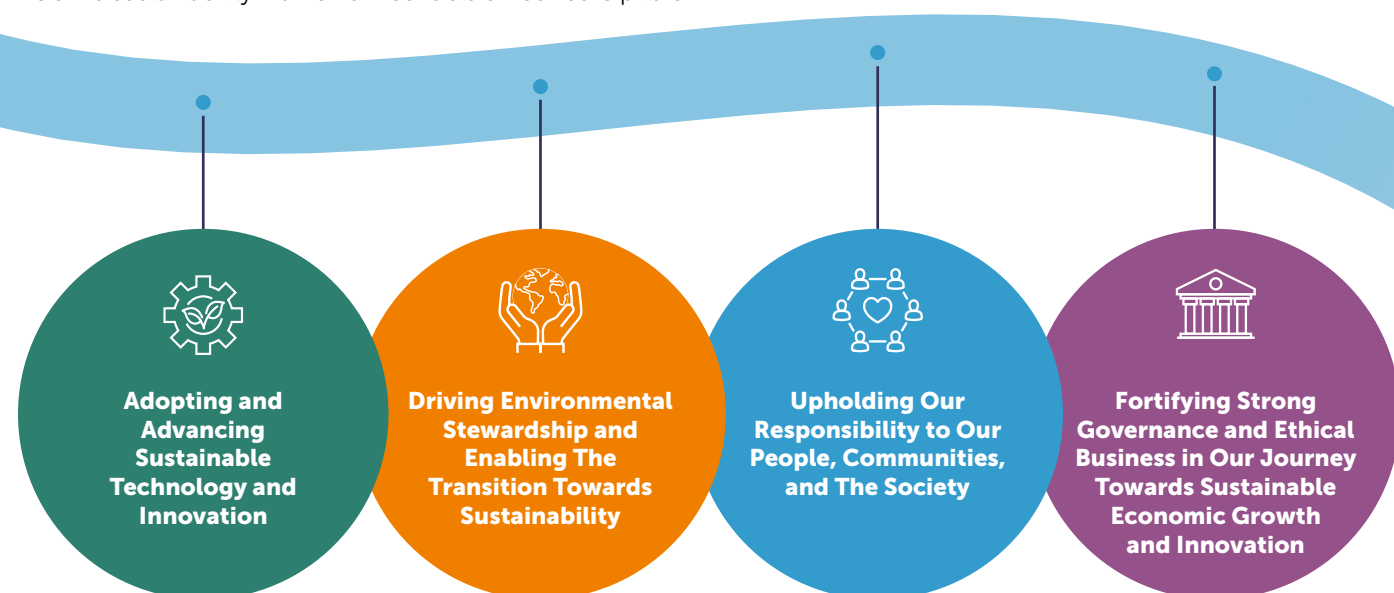 Adopting and
Advancing
Sustainable
Technology and
Innovation
Driving Environmental
Stewardship and
Enabling The
Transition Towards
Sustainability
Upholding Our
Responsibility to Our
People, Communities,
and The Society
Fortifying Strong
Governance and Ethical
Business in Our Journey
Towards Sustainable
Economic Growth
and Innovation